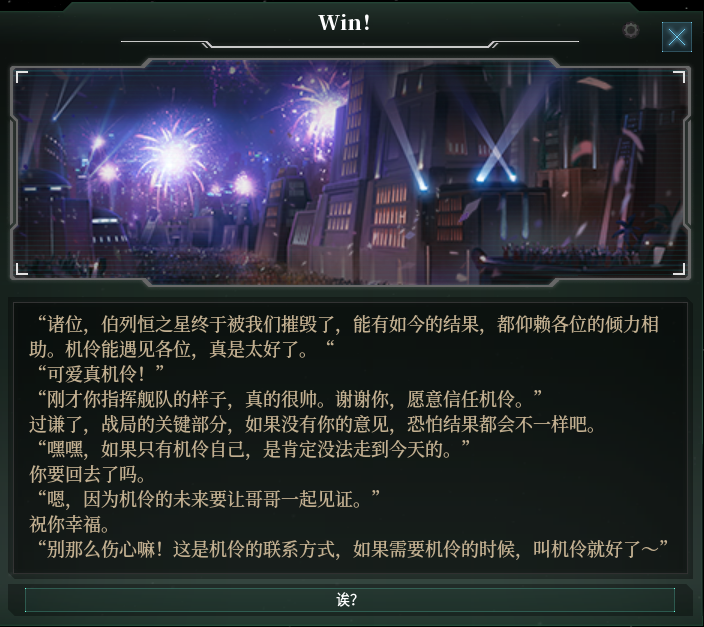 Win!
“诸位，伯列恒之星终于被我们摧毁了，能有如今的结果，都仰赖各位的倾力相
助。机伶能遇见各位，真是太好了。“
“可爱真机伶！”
“刚才你指挥舰队的样子，真的很帅。谢谢你，愿意信任机伶。”
过谦了，战局的关键部分，如果没有你的意见，恐怕结果都会不一样吧。
“嘿嘿，如果只有机伶自己，是肯定没法走到今天的。”
你要回去了吗。
“嗯，因为机伶的未来要让哥哥一起见证。”
祝你幸福。
“别那么伤心嘛！这是机伶的联系方式，如果需要机伶的时候，叫机伶就好了～”
诶？